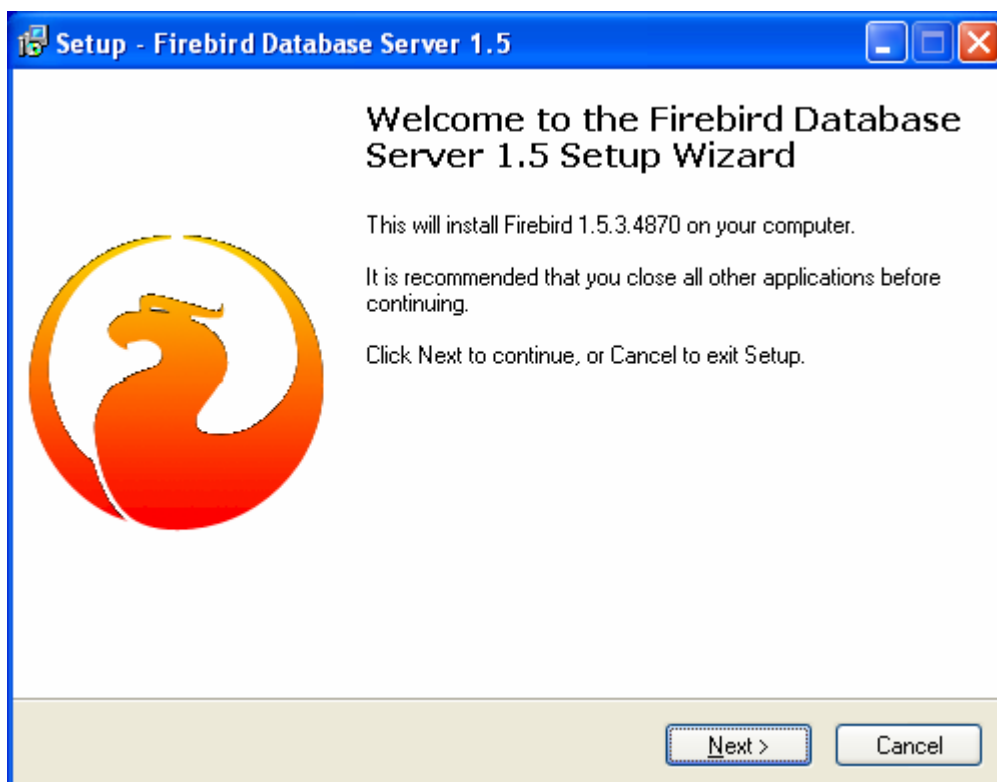 Setup - Firebird Database Server 1.5
Welcome to the Firebird Database
Server 1.5 Setup Wizard
This will install Firebird 1.5.3.4870 on your computer.
It is recommended that you close all other applications before
continuing.
Click Next to continue, or Cancel to exit Setup.
Next >
Cancel